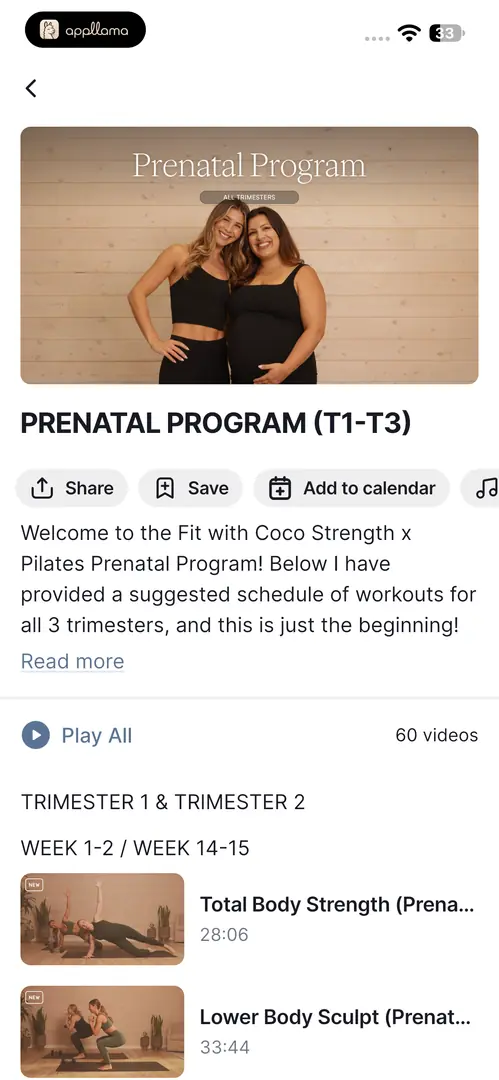 appllama
33
Prenatal Program
ALL TRIMESTERS
PRENATAL PROGRAM (T1-T3)
Share
Save
Add to calendar
Welcome to the Fit with Coco Strength x
Pilates Prenatal Program! Below I have
provided a suggested schedule of workouts for
all 3 trimesters, and this is just the beginning!
Read more
Play All
60 videos
TRIMESTER 1 & TRIMESTER 2
WEEK 1-2 / WEEK 14-15
NEW
Total Body Strength (Prena...
28:06
NEW
Lower Body Sculpt (Prenat...
33:44